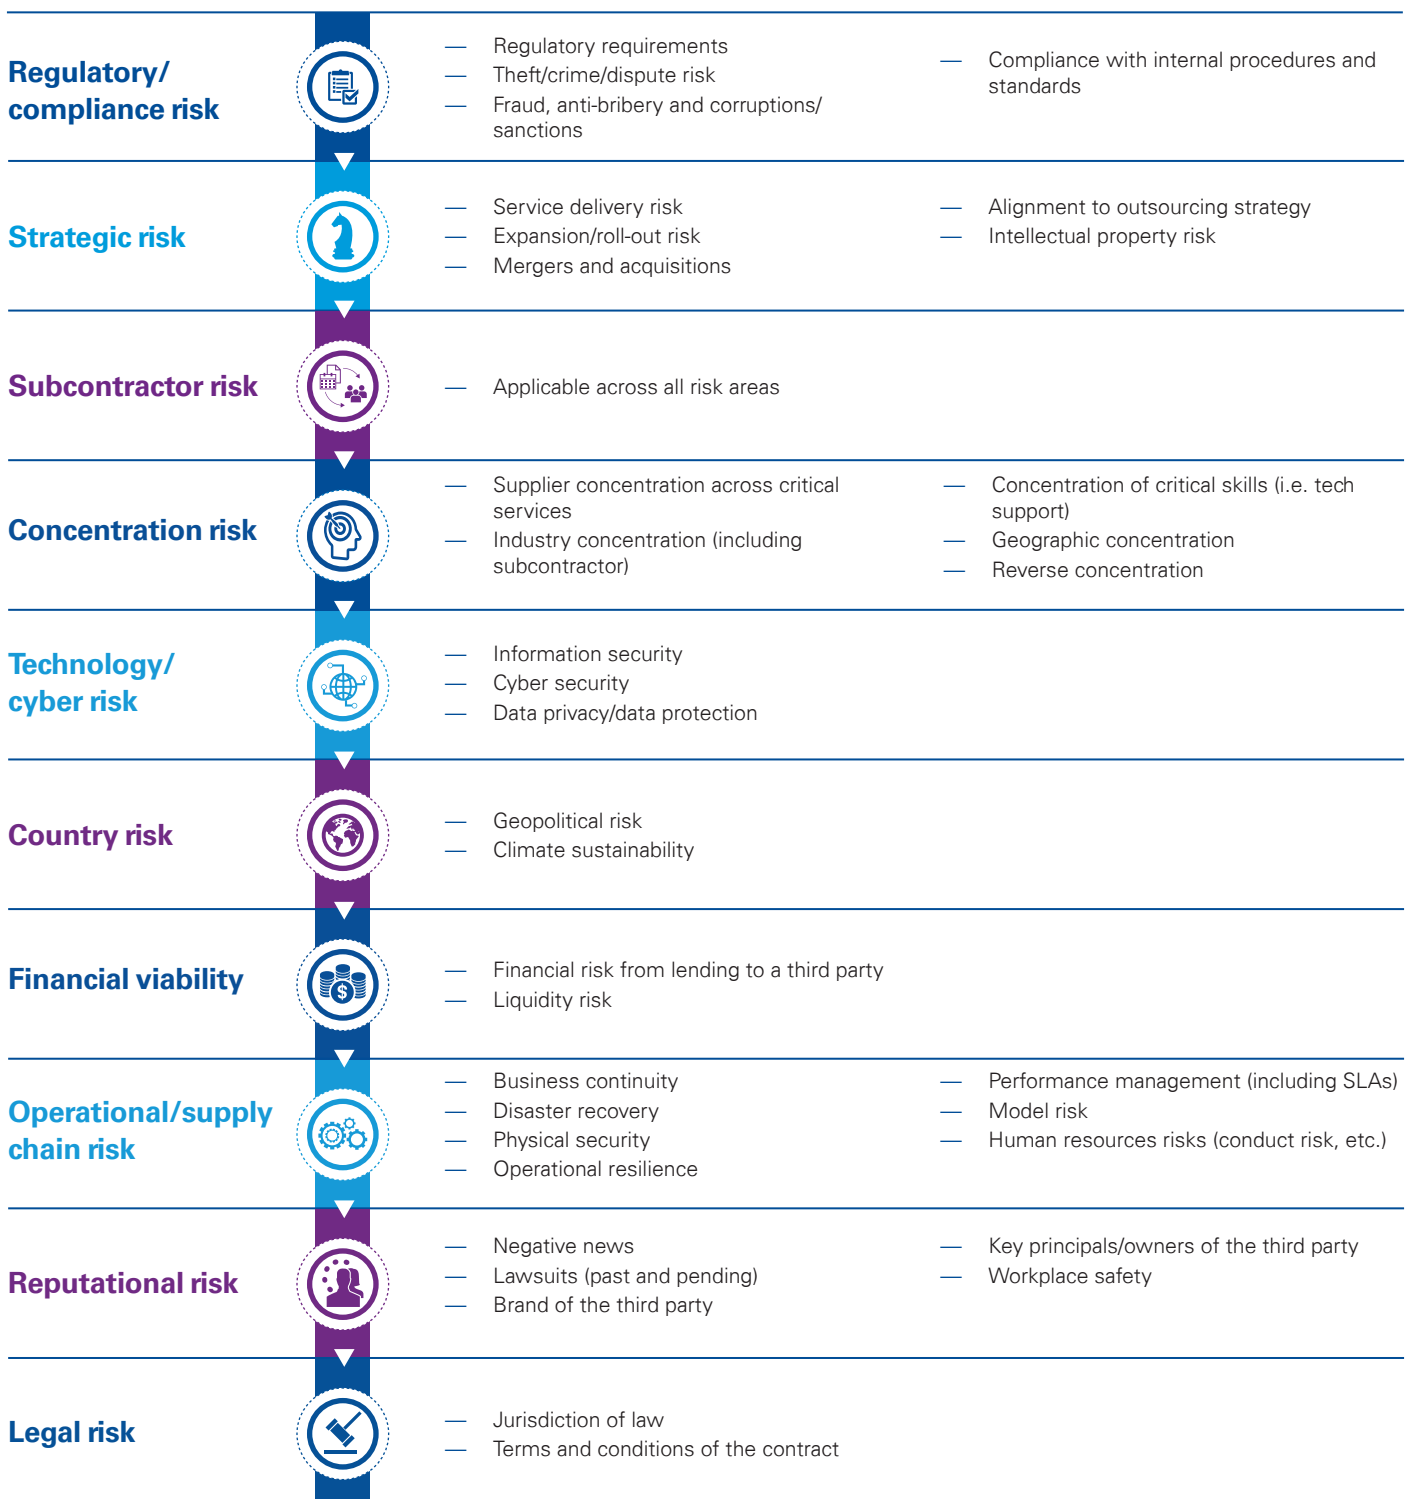 Regulatory/
compliance risk
— Regulatory requirements
— Theft/crime/dispute risk
— Fraud, anti-bribery and corruptions/
sanctions
— Compliance with internal procedures and
standards
Strategic risk
— Service delivery risk
— Expansion/roll-out risk
— Mergers and acquisitions
— Alignment to outsourcing strategy
— Intellectual property risk
Subcontractor risk
— Applicable across all risk areas
Concentration risk
— Supplier concentration across critical
services
— Industry concentration (including
subcontractor)
— Concentration of critical skills (i.e. tech
support)
— Geographic concentration
— Reverse concentration
Technology/
cyber risk
— Information security
— Cyber security
— Data privacy/data protection
Country risk
— Geopolitical risk
— Climate sustainability
Financial viability
$
— Financial risk from lending to a third party
— Liquidity risk
Operational/supply
chain risk
— Business continuity
— Disaster recovery
— Physical security
— Operational resilience
— Performance management (including SLAs)
— Model risk
— Human resources risks (conduct risk, etc.)
Reputational risk
— Negative news
— Lawsuits (past and pending)
— Brand of the third party
— Key principals/owners of the third party
— Workplace safety
Legal risk
— Jurisdiction of law
— Terms and conditions of the contract